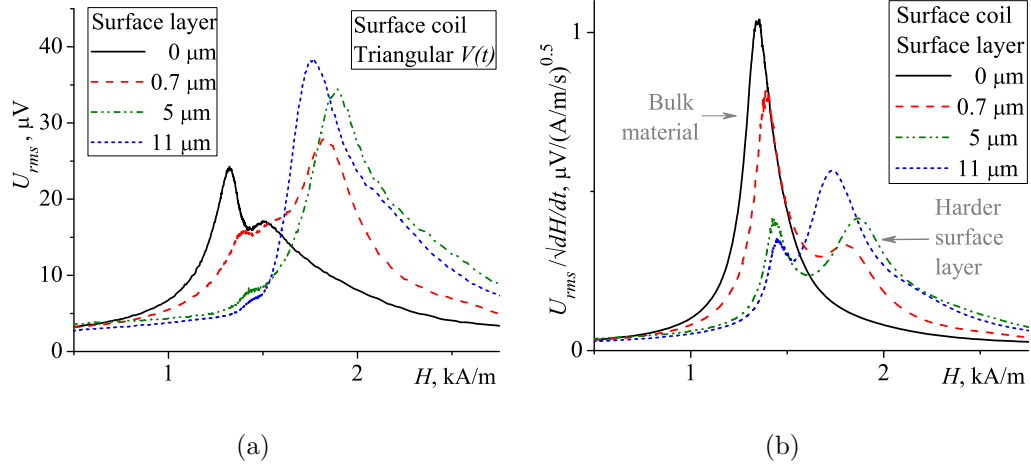 Surface layer
0 μm
0.7 μm
5 μm
11 μm
Surface coil
Triangular V(t)
40
30
20
10
0
U_rms , μV
1
2
H, kA/m
(a)
Surface coil
Surface layer
0 μm
0.7 μm
5 μm
11 μm
Bulk
material
Harder
surface
layer
1
0
U_rms /√dH/dt, μV/(A/m/s)^0.5
1
2
H, kA/m
(b)